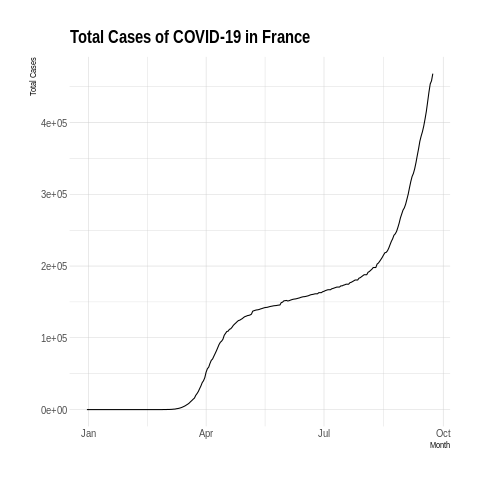 Total Cases of COVID-19 in France
Total Cases
4e+05
3e+05
2e+05
1e+05
0e+00
Jan Apr Jul Oct
Month